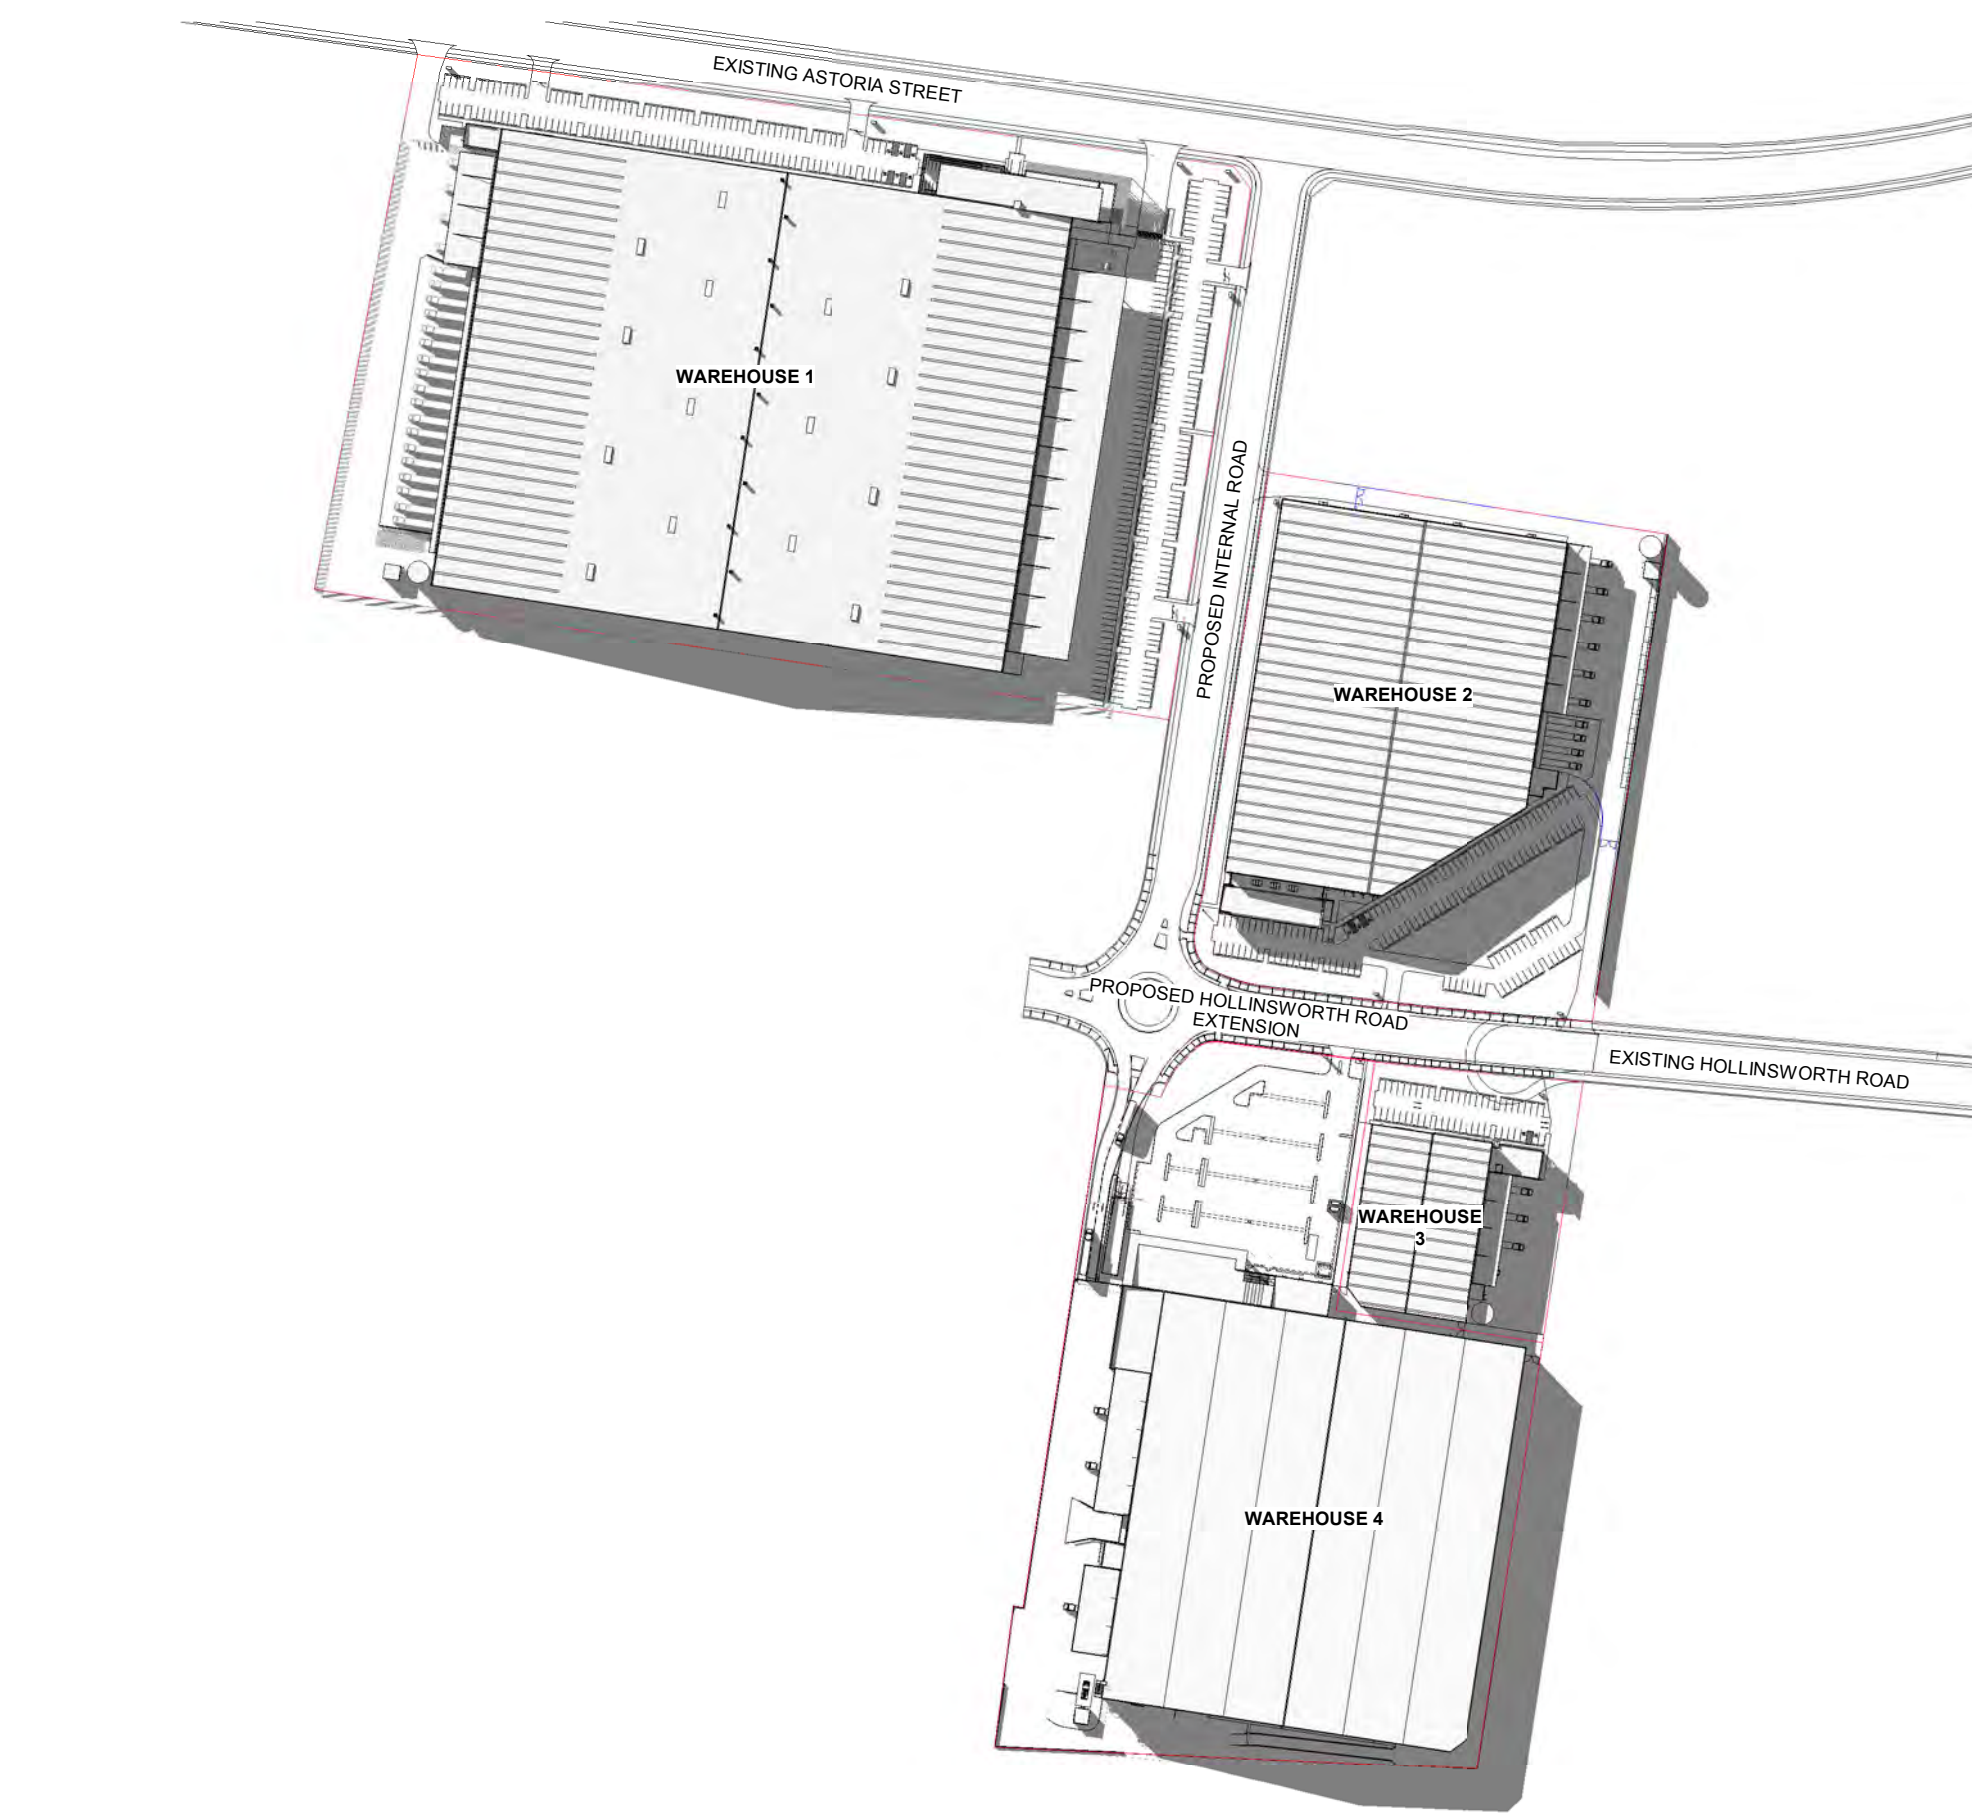 EXISTING ASTORIA STREET
WAREHOUSE 1
PROPOSED INTERNAL ROAD
WAREHOUSE 2
PROPOSED HOLLINSWORTH ROAD
EXTENSION
EXISTING HOLLINSWORTH ROAD
WAREHOUSE
3
WAREHOUSE 4